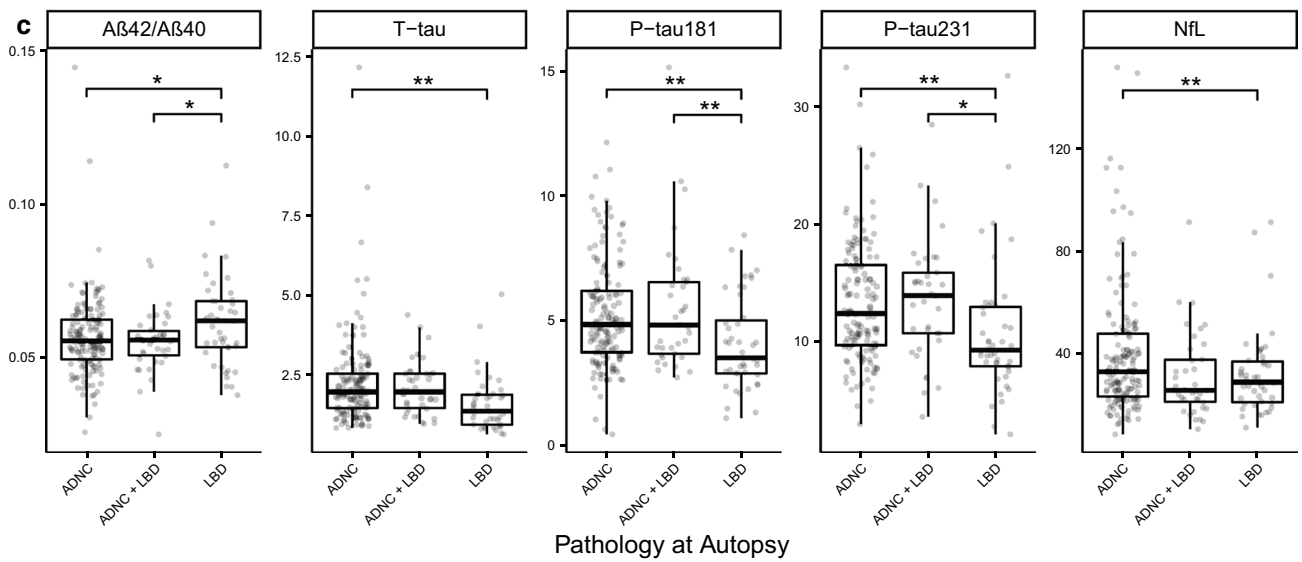 c
Aß42/Aß40
T−tau
P−tau181
P−tau231
NfL
0.15
0.10
0.05
*
*
ADNC
ADNC + LBD
LBD
12.5
10.0
7.5
5.0
2.5
**
ADNC
ADNC + LBD
LBD
15
10
5
0
**
**
ADNC
ADNC + LBD
LBD
30
20
10
**
*
ADNC
ADNC + LBD
LBD
120
80
40
**
ADNC
ADNC + LBD
LBD
Pathology at Autopsy